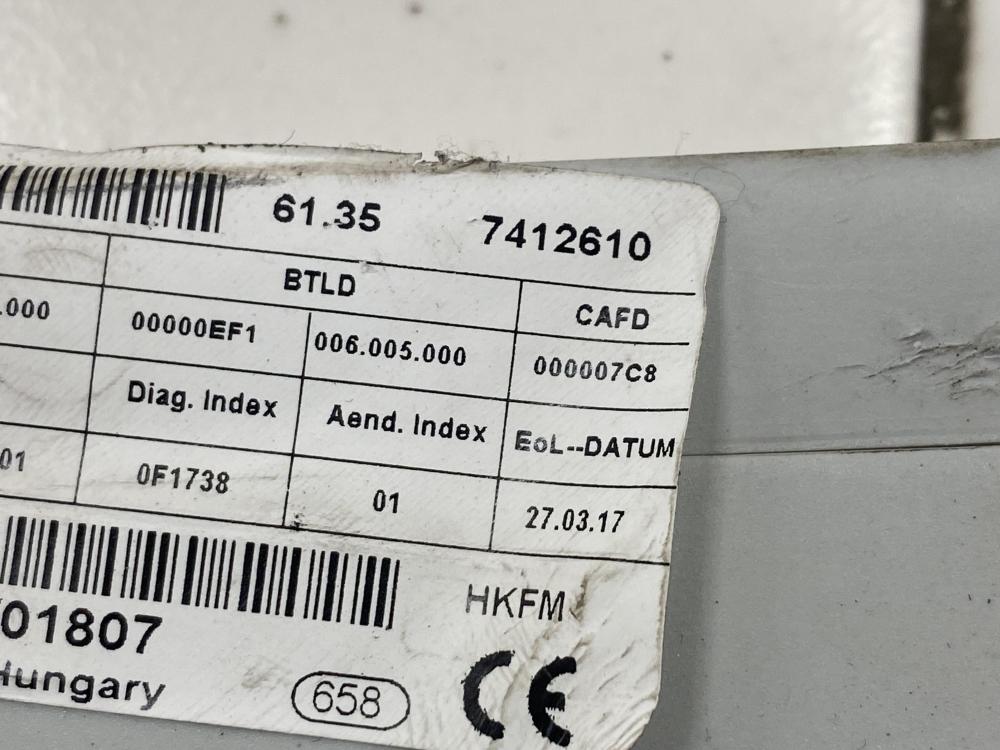 61.35 7412610
BTLD CAFD
.000 00000EF1 006.005.000 000007C8
Diag. Index Aend. Index EoL--DATUM
01 0F1738 01 27.03.17
HKFM
01807
Hungary 658 CE